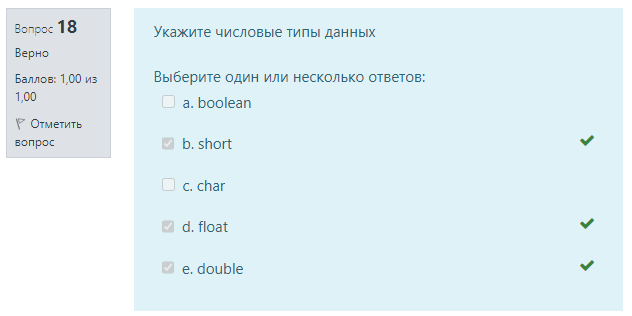 Вопрос 18
Верно
Баллов: 1,00 из
1,00
Отметить
вопрос
Укажите числовые типы данных
Выберите один или несколько ответов:
a. boolean
b. short
c. char
d. float
e. double